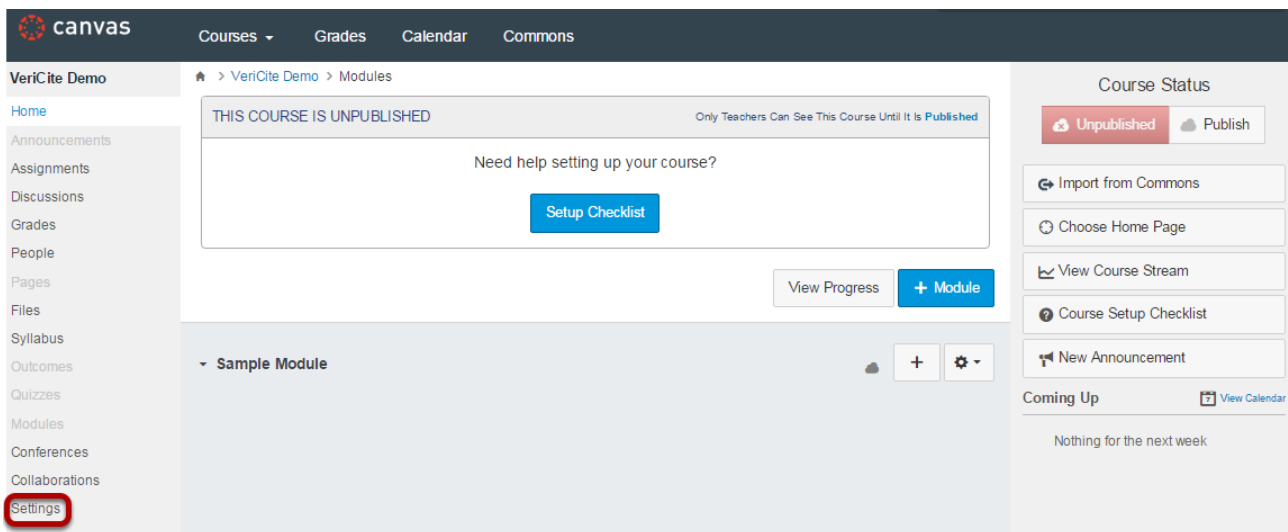 canvas
Courses Grades Calendar Commons
VeriCite Demo
Home
Announcements
Assignments
Discussions
Grades
People
Pages
Files
Syllabus
Outcomes
Quizzes
Modules
Conferences
Collaborations
Settings
> VeriCite Demo > Modules
THIS COURSE IS UNPUBLISHED Only Teachers Can See This Course Until It Is Published
Need help setting up your course?
Setup Checklist
View Progress + Module
Sample Module
+
Course Status
Unpublished Publish
Import from Commons
Choose Home Page
View Course Stream
? Course Setup Checklist
New Announcement
Coming Up 7 View Calendar
Nothing for the next week